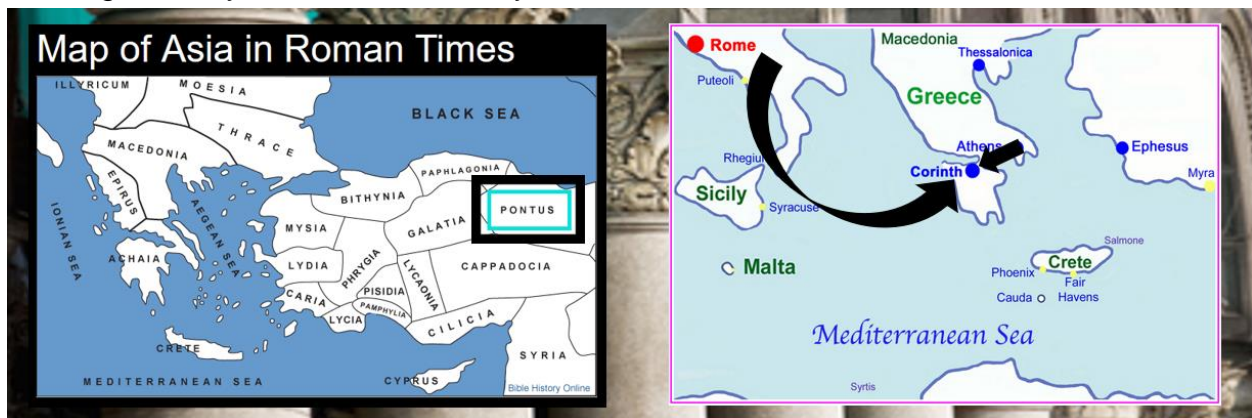 Map of Asia in Roman Times
ILLYRICUM
MOESIA
BLACK SEA
THRACE
MACEDONIA
PAPHLAGONIA
EPIRUS
BITHYNIA
PONTUS
IONIAN SEA
AEGEAN SEA
MYSIA
GALATIA
ACHAIA
LYDIA
PHRYGIA
LYCAONIA
CAPPADOCIA
PISIDIA
CARIA
PAMPHYLIA
LYCIA
CILICIA
CRETE
SYRIA
MEDITERRANEAN SEA
CYPRUS
Bible History Online
Rome
Macedonia
Thessalonica
Puteoli
Greece
Athens
Ephesus
Rhegiu
Corinth
Myra
Sicily
Syracuse
Salmone
Malta
Phoenix
Crete
Fair
Cauda
Havens
Mediterranean Sea
Syrtis